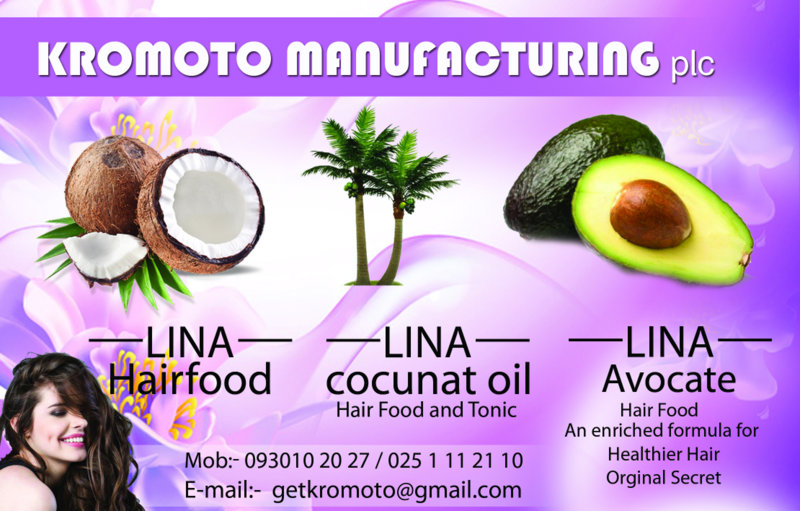 KROMOTO MANUFACTURING plc
LINA
Hairfood
LINA
cocunat oil
Hair Food and Tonic
LINA
Avocate
Hair Food
An enriched formula for
Healthier Hair
Orginal Secret
Mob:- 093010 20 27 / 025 1 11 21 10
E-mail:- getkromoto@gmail.com